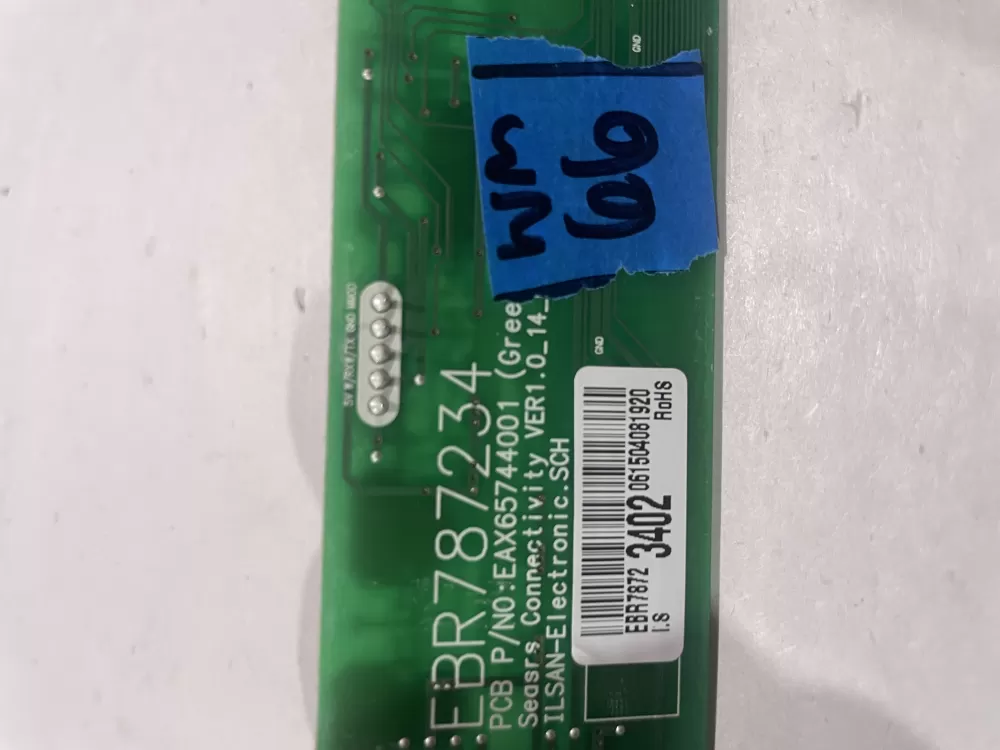 WM
66
GND
GND
GND
EBR787234
PCB P/NO:EAX65744001 (Gree
Seasrs Connectivity VER1.0_14_
ILSAN-Electronic.SCH
EBR7872 3402 061504081920
I.S RoHS